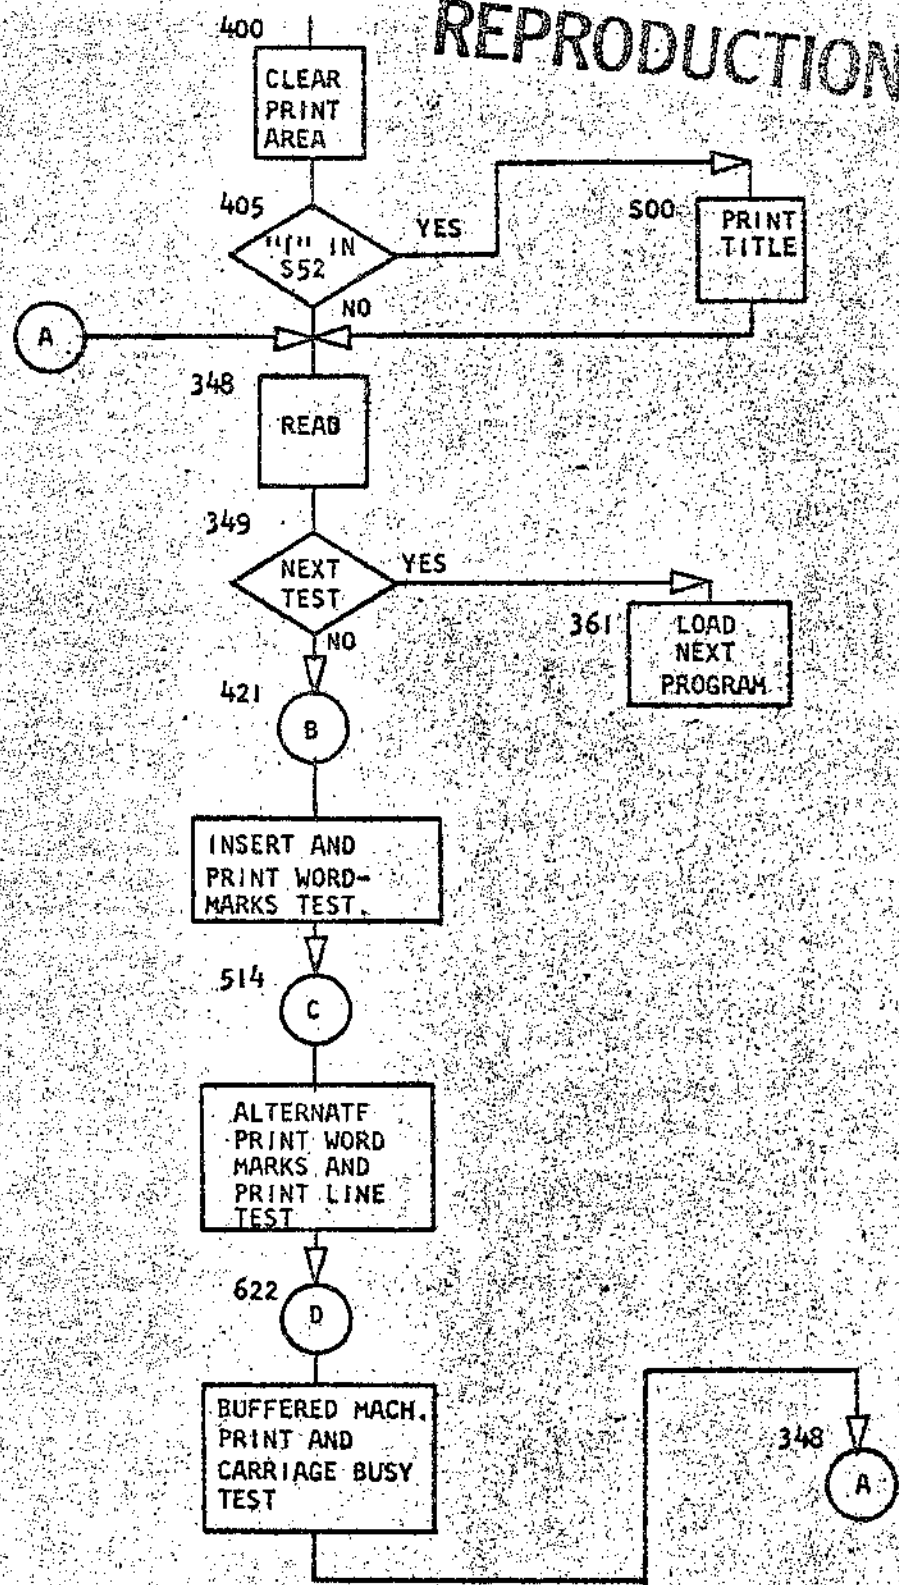 REPRODUCTION
400
CLEAR
PRINT
AREA
405
"1" IN
S52
YES
NO
500
PRINT
TITLE
A
348
READ
349
NEXT
TEST
YES
NO
361
LOAD
NEXT
PROGRAM
421
B
INSERT AND
PRINT WORD-
MARKS TEST.
514
C
ALTERNATE
PRINT WORD
MARKS AND
PRINT LINE
TEST
622
D
BUFFERED MACH.
PRINT AND
CARRIAGE BUSY
TEST
348
A